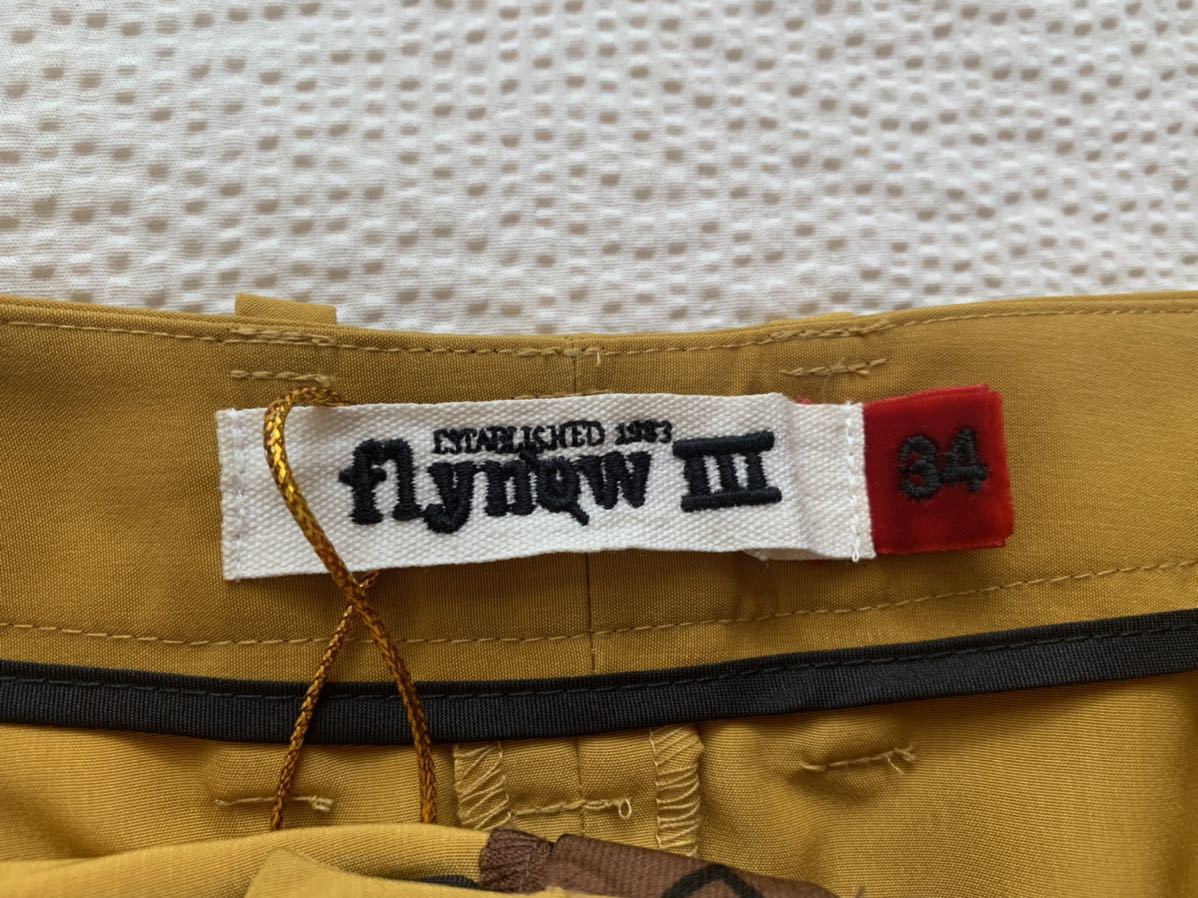 ESTABLISHED 1983
flynow III
34